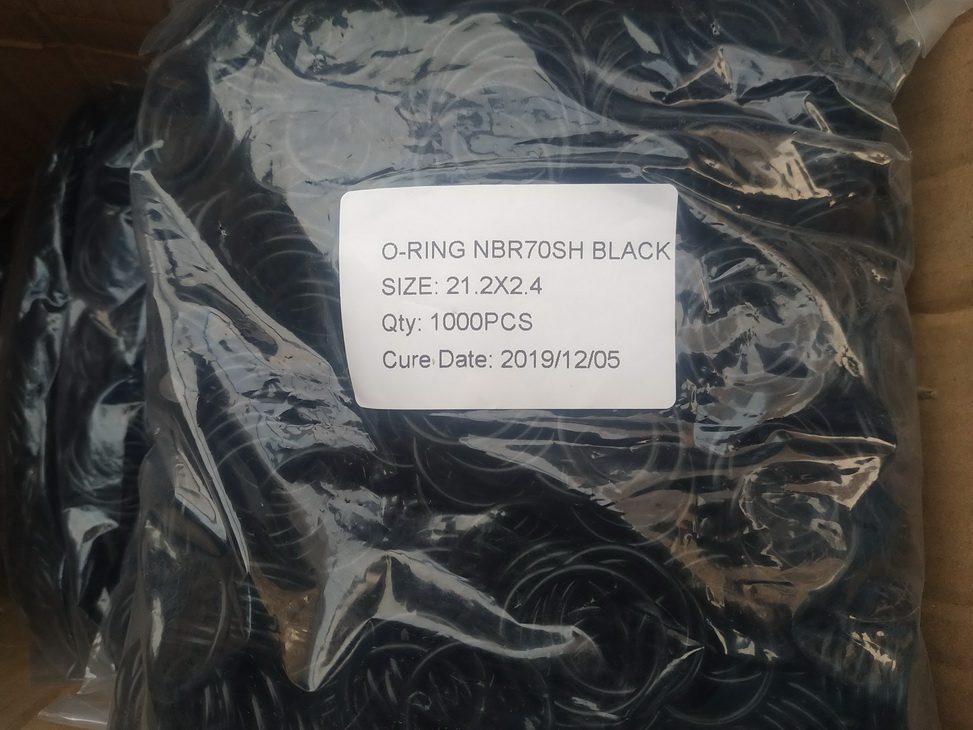 O-RING NBR70SH BLACK
SIZE: 21.2X2.4
Qty: 1000PCS
Cure Date: 2019/12/05